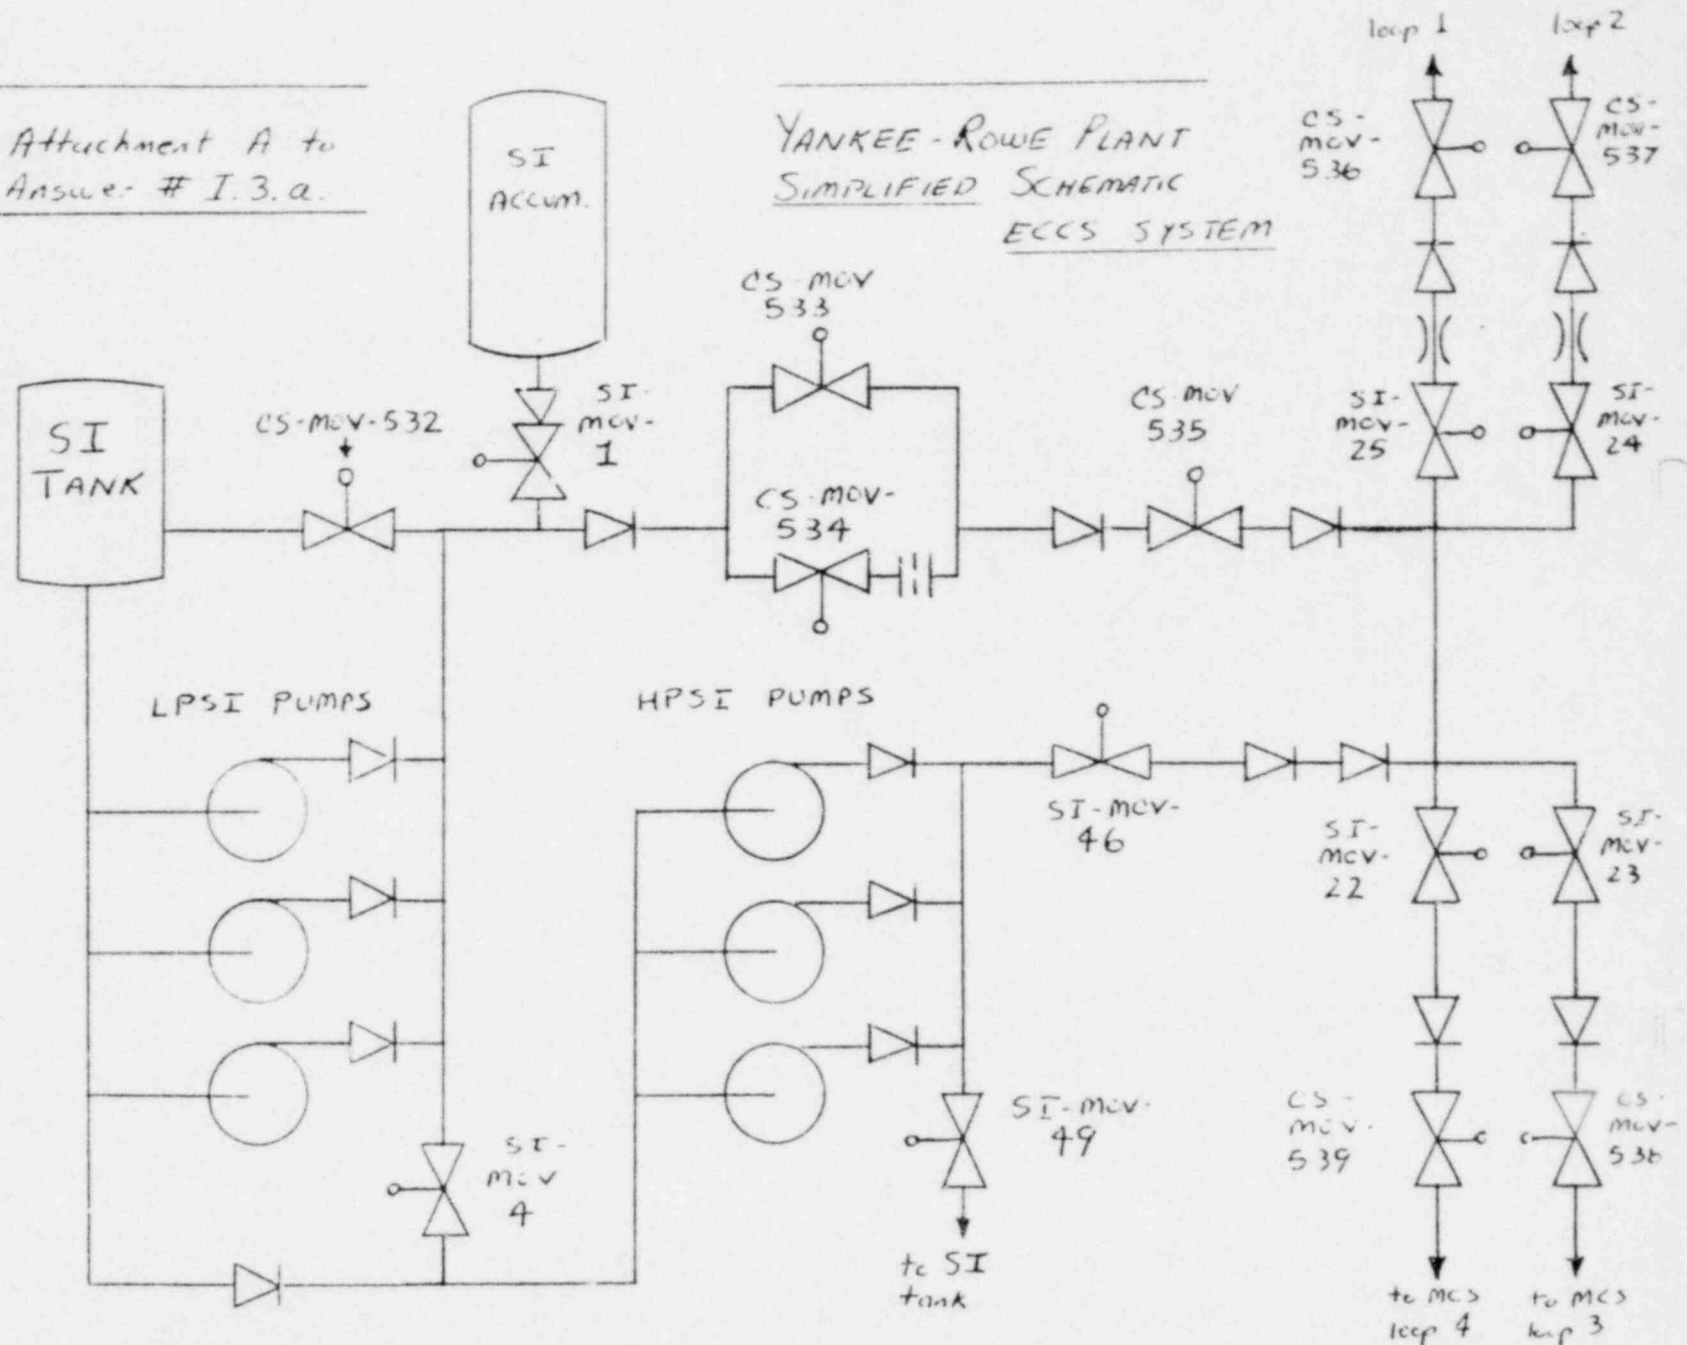 loop 1
loop 2
Attachment A to
Answer # I.3.a.
YANKEE-ROWE PLANT
SIMPLIFIED SCHEMATIC
ECCS SYSTEM
SI
ACCUM.
CS-
MOV-
536
CS-
MOV-
537
CS-MOV
533
SI
TANK
CS-MOV-532
SI-
MOV-
1
CS-MOV-
534
CS-MOV
535
SI-
MOV-
25
SI-
MOV-
24
LPSI PUMPS
HPSI PUMPS
SI-MOV-
46
SI-
MOV-
22
SI-
MOV-
23
SI-
MOV
4
SI-MOV-
49
CS-
MOV-
539
CS-
MOV-
538
to SI
tank
to MCS
loop 4
to MCS
loop 3